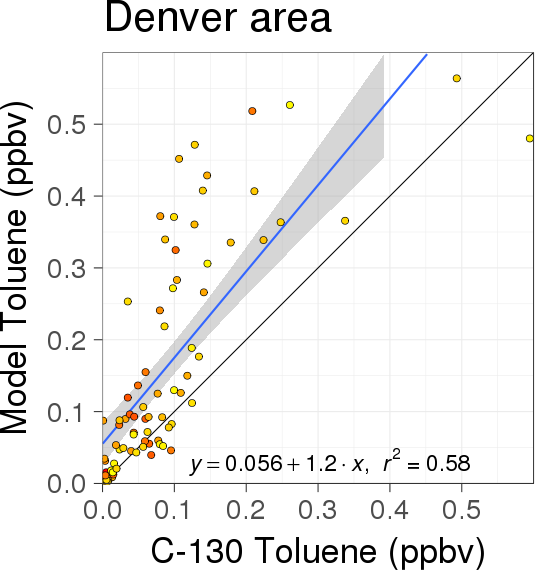 Denver area
Model Toluene (ppbv)
0.5
0.4
0.3
0.2
0.1
0.0
y = 0.056 + 1.2 · x, r² = 0.58
0.0 0.1 0.2 0.3 0.4 0.5
C-130 Toluene (ppbv)